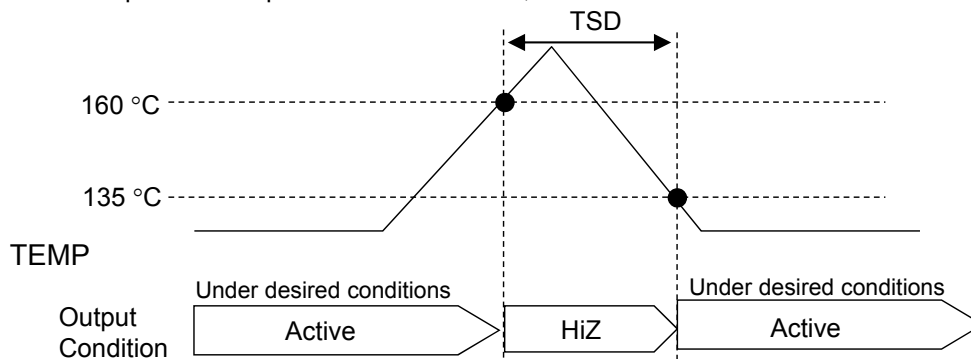 TSD
160 °C
135 °C
TEMP
Under desired conditions
Under desired conditions
Output
Condition
Active
HiZ
Active